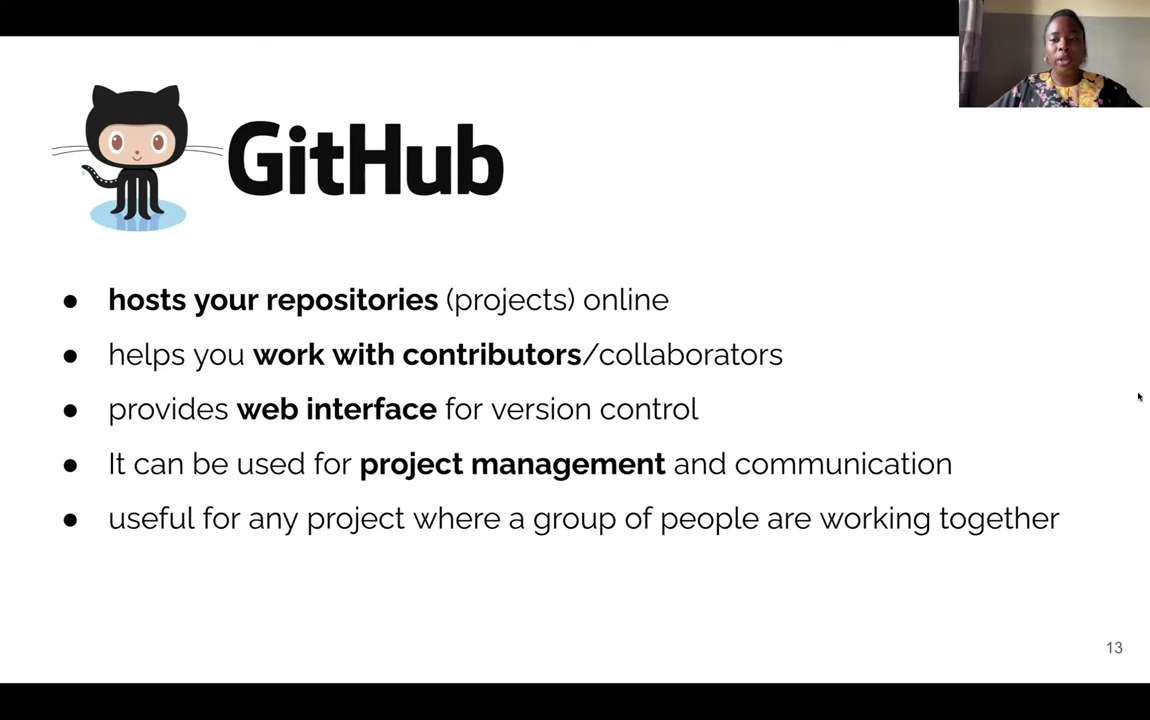 GitHub
● hosts your repositories (projects) online
● helps you work with contributors/collaborators
● provides web interface for version control
● It can be used for project management and communication
● useful for any project where a group of people are working together
13